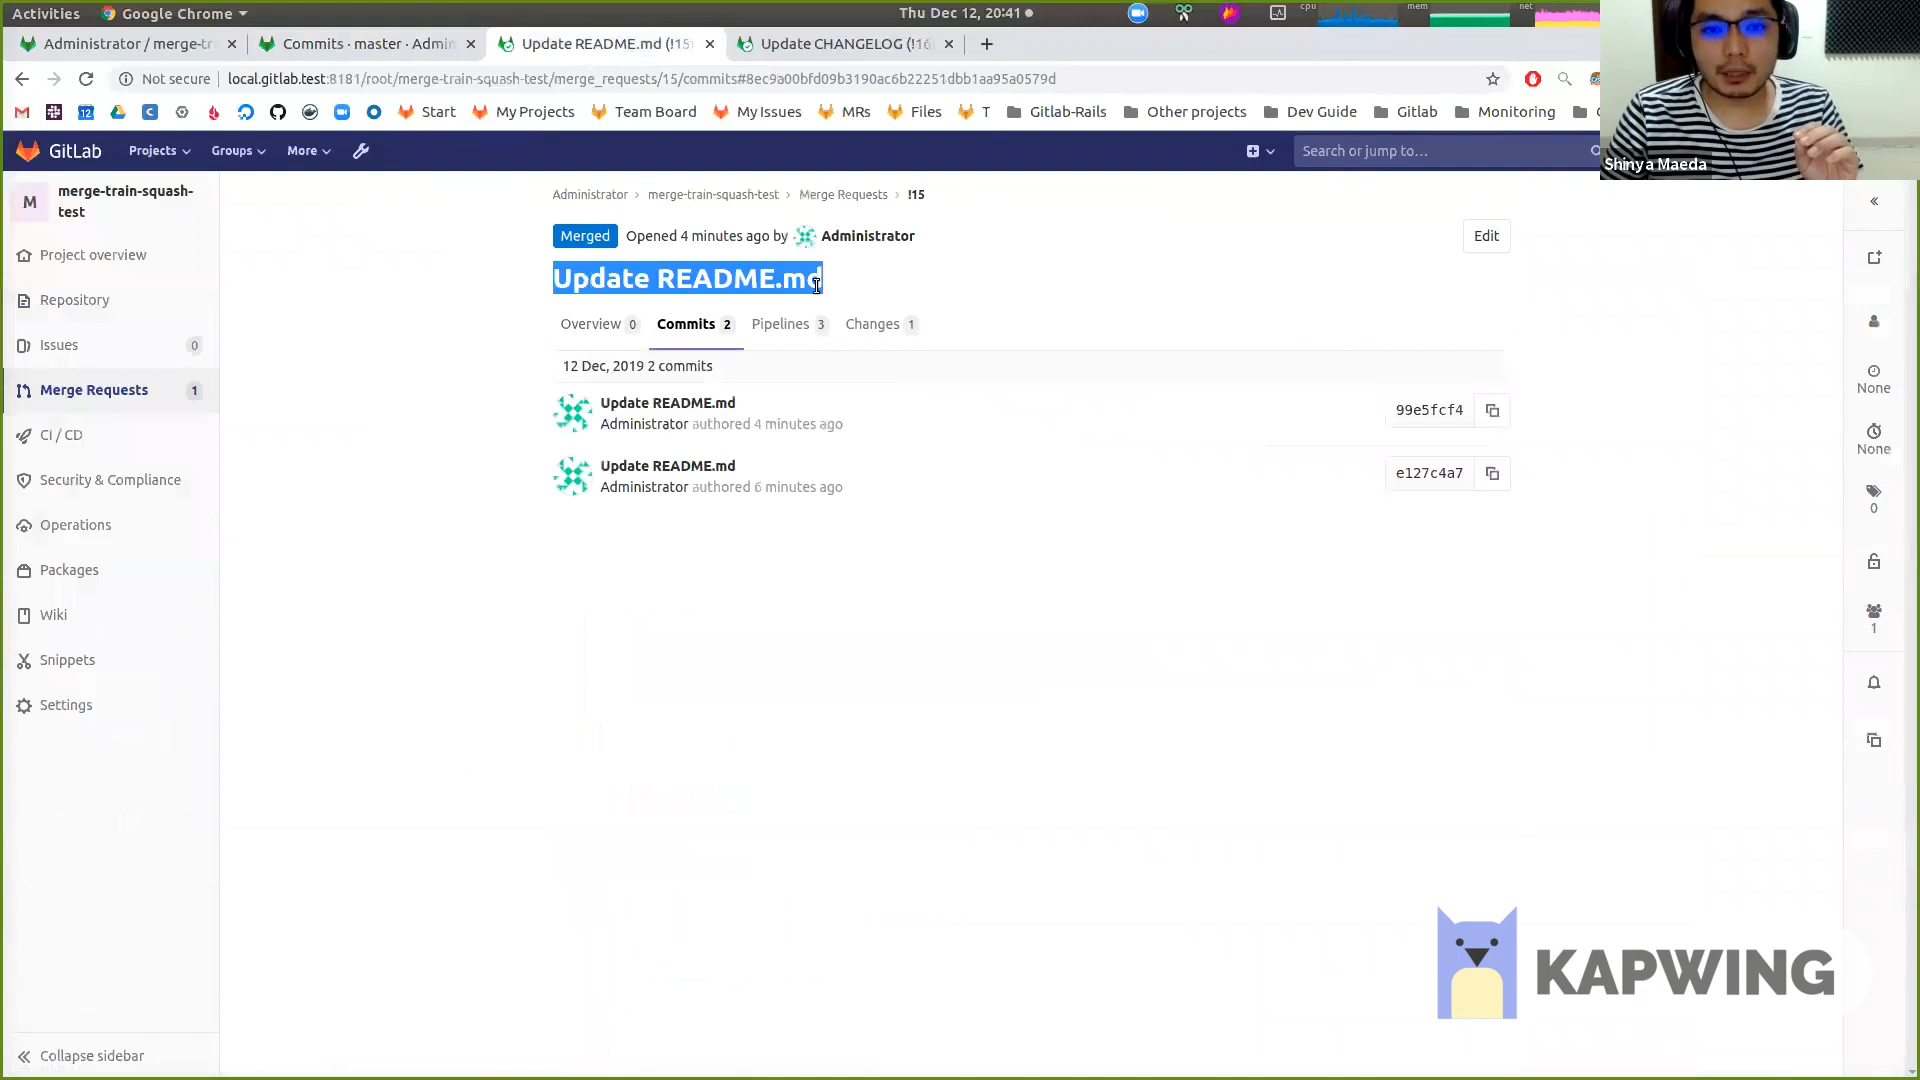 Activities
Google Chrome
Thu Dec 12, 20:41
cpu
mem
net
Administrator / merge-tr
Commits · master · Admin
Update README.md (!15)
Update CHANGELOG (!16)
Not secure
local.gitlab.test:8181/root/merge-train-squash-test/merge_requests/15/commits#8ec9a00bfd09b3190ac6b22251dbb1aa95a0579d
12
Start
My Projects
Team Board
My Issues
MRs
Files
T
Gitlab-Rails
Other projects
Dev Guide
Gitlab
Monitoring
Shinya Maeda
GitLab
Projects
Groups
More
Search or jump to...
M
merge-train-squash-
test
Project overview
Repository
Issues 0
Merge Requests 1
CI / CD
Security & Compliance
Operations
Packages
Wiki
Snippets
Settings
Collapse sidebar
Administrator > merge-train-squash-test > Merge Requests > !15
Merged Opened 4 minutes ago by Administrator
Edit
Update README.md
Overview 0 Commits 2 Pipelines 3 Changes 1
12 Dec, 2019 2 commits
Update README.md
Administrator authored 4 minutes ago
99e5fcf4
Update README.md
Administrator authored 6 minutes ago
e127c4a7
None
None
0
1
KAPWING